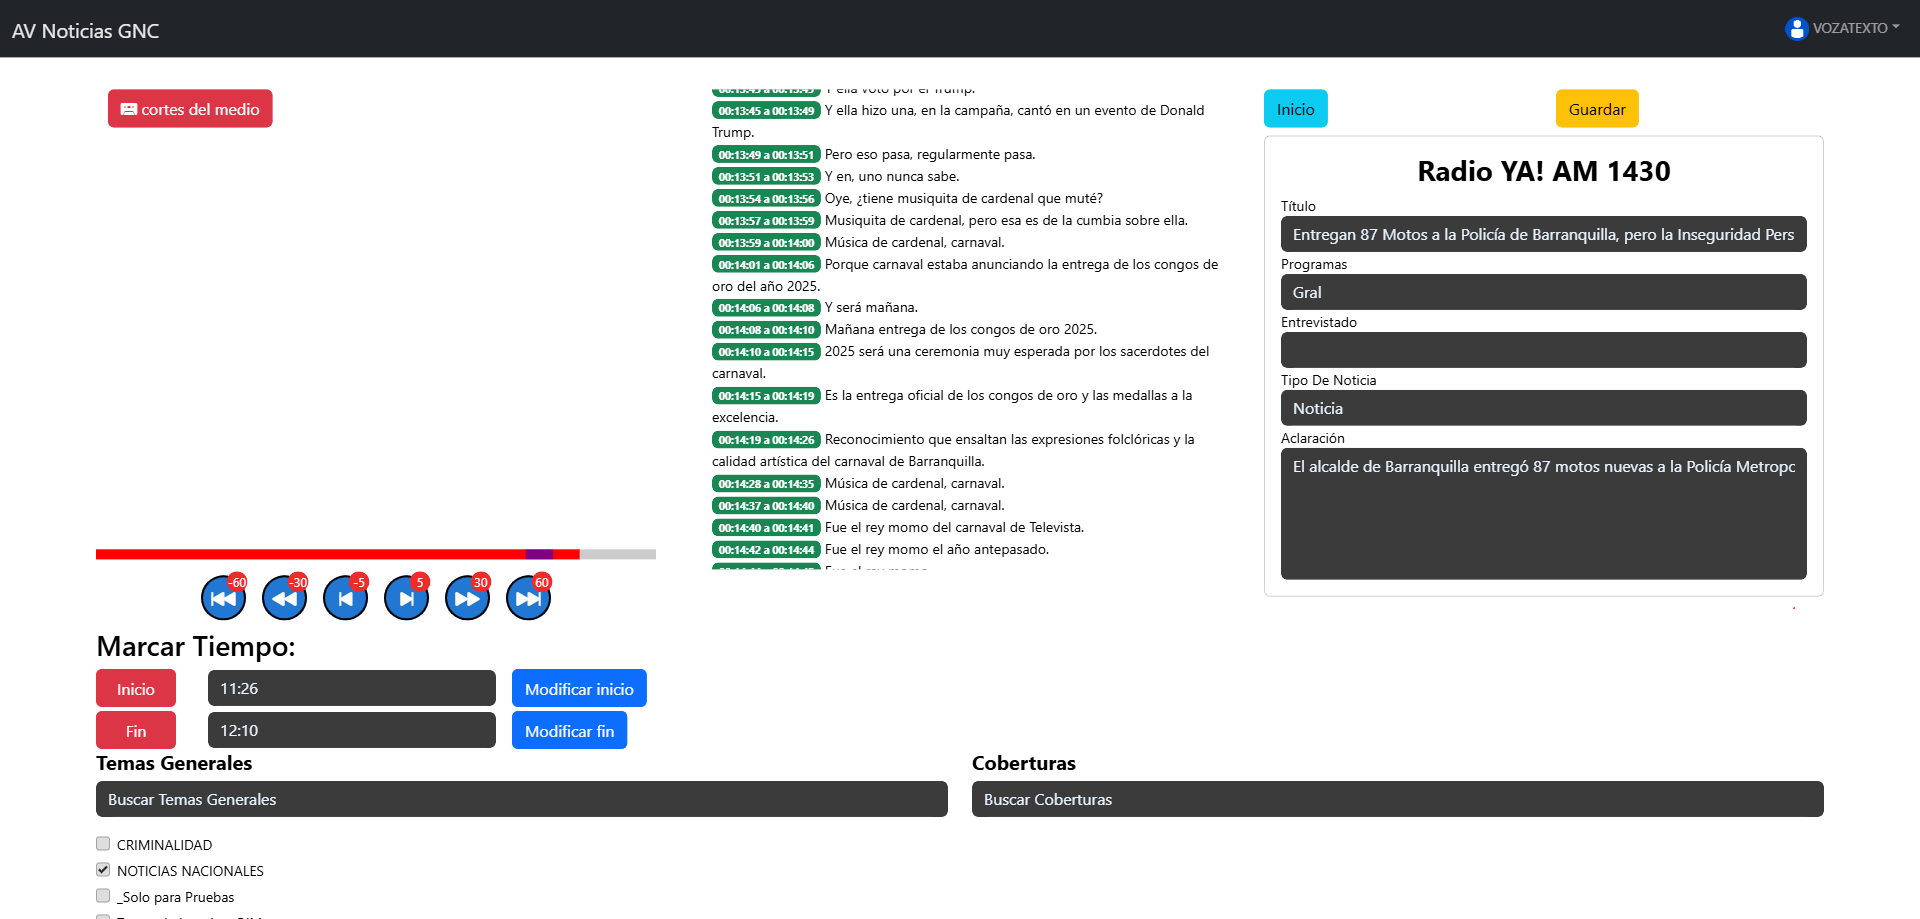 AV Noticias GNC
VOZATEXTO
cortes del medio
00:13:45 a 00:13:49 Y ella hizo una, en la campaña, cantó en un evento de Donald
Trump.
00:13:49 a 00:13:51 Pero eso pasa, regularmente pasa.
00:13:51 a 00:13:53 Y en, uno nunca sabe.
00:13:54 a 00:13:56 Oye, ¿tiene musiquita de cardenal que muté?
00:13:57 a 00:13:59 Musiquita de cardenal, pero esa es de la cumbia sobre ella.
00:13:59 a 00:14:00 Música de cardenal, carnaval.
00:14:01 a 00:14:06 Porque carnaval estaba anunciando la entrega de los congos de
oro del año 2025.
00:14:06 a 00:14:08 Y será mañana.
00:14:08 a 00:14:10 Mañana entrega de los congos de oro 2025.
00:14:10 a 00:14:15 2025 será una ceremonia muy esperada por los sacerdotes del
carnaval.
00:14:15 a 00:14:19 Es la entrega oficial de los congos de oro y las medallas a la
excelencia.
00:14:19 a 00:14:26 Reconocimiento que ensaltan las expresiones folclóricas y la
calidad artística del carnaval de Barranquilla.
00:14:28 a 00:14:35 Música de cardenal, carnaval.
00:14:37 a 00:14:40 Música de cardenal, carnaval.
00:14:40 a 00:14:41 Fue el rey momo del carnaval de Televista.
00:14:42 a 00:14:44 Fue el rey momo el año antepasado.
Inicio
Guardar
Radio YA! AM 1430
Título
Entregan 87 Motos a la Policía de Barranquilla, pero la Inseguridad Pers
Programas
Gral
Entrevistado
Tipo De Noticia
Noticia
Aclaración
El alcalde de Barranquilla entregó 87 motos nuevas a la Policía Metropo
-60 -30 -5 5 30 60
Marcar Tiempo:
Inicio 11:26 Modificar inicio
Fin 12:10 Modificar fin
Temas Generales
Buscar Temas Generales
CRIMINALIDAD
NOTICIAS NACIONALES
_Solo para Pruebas
Coberturas
Buscar Coberturas